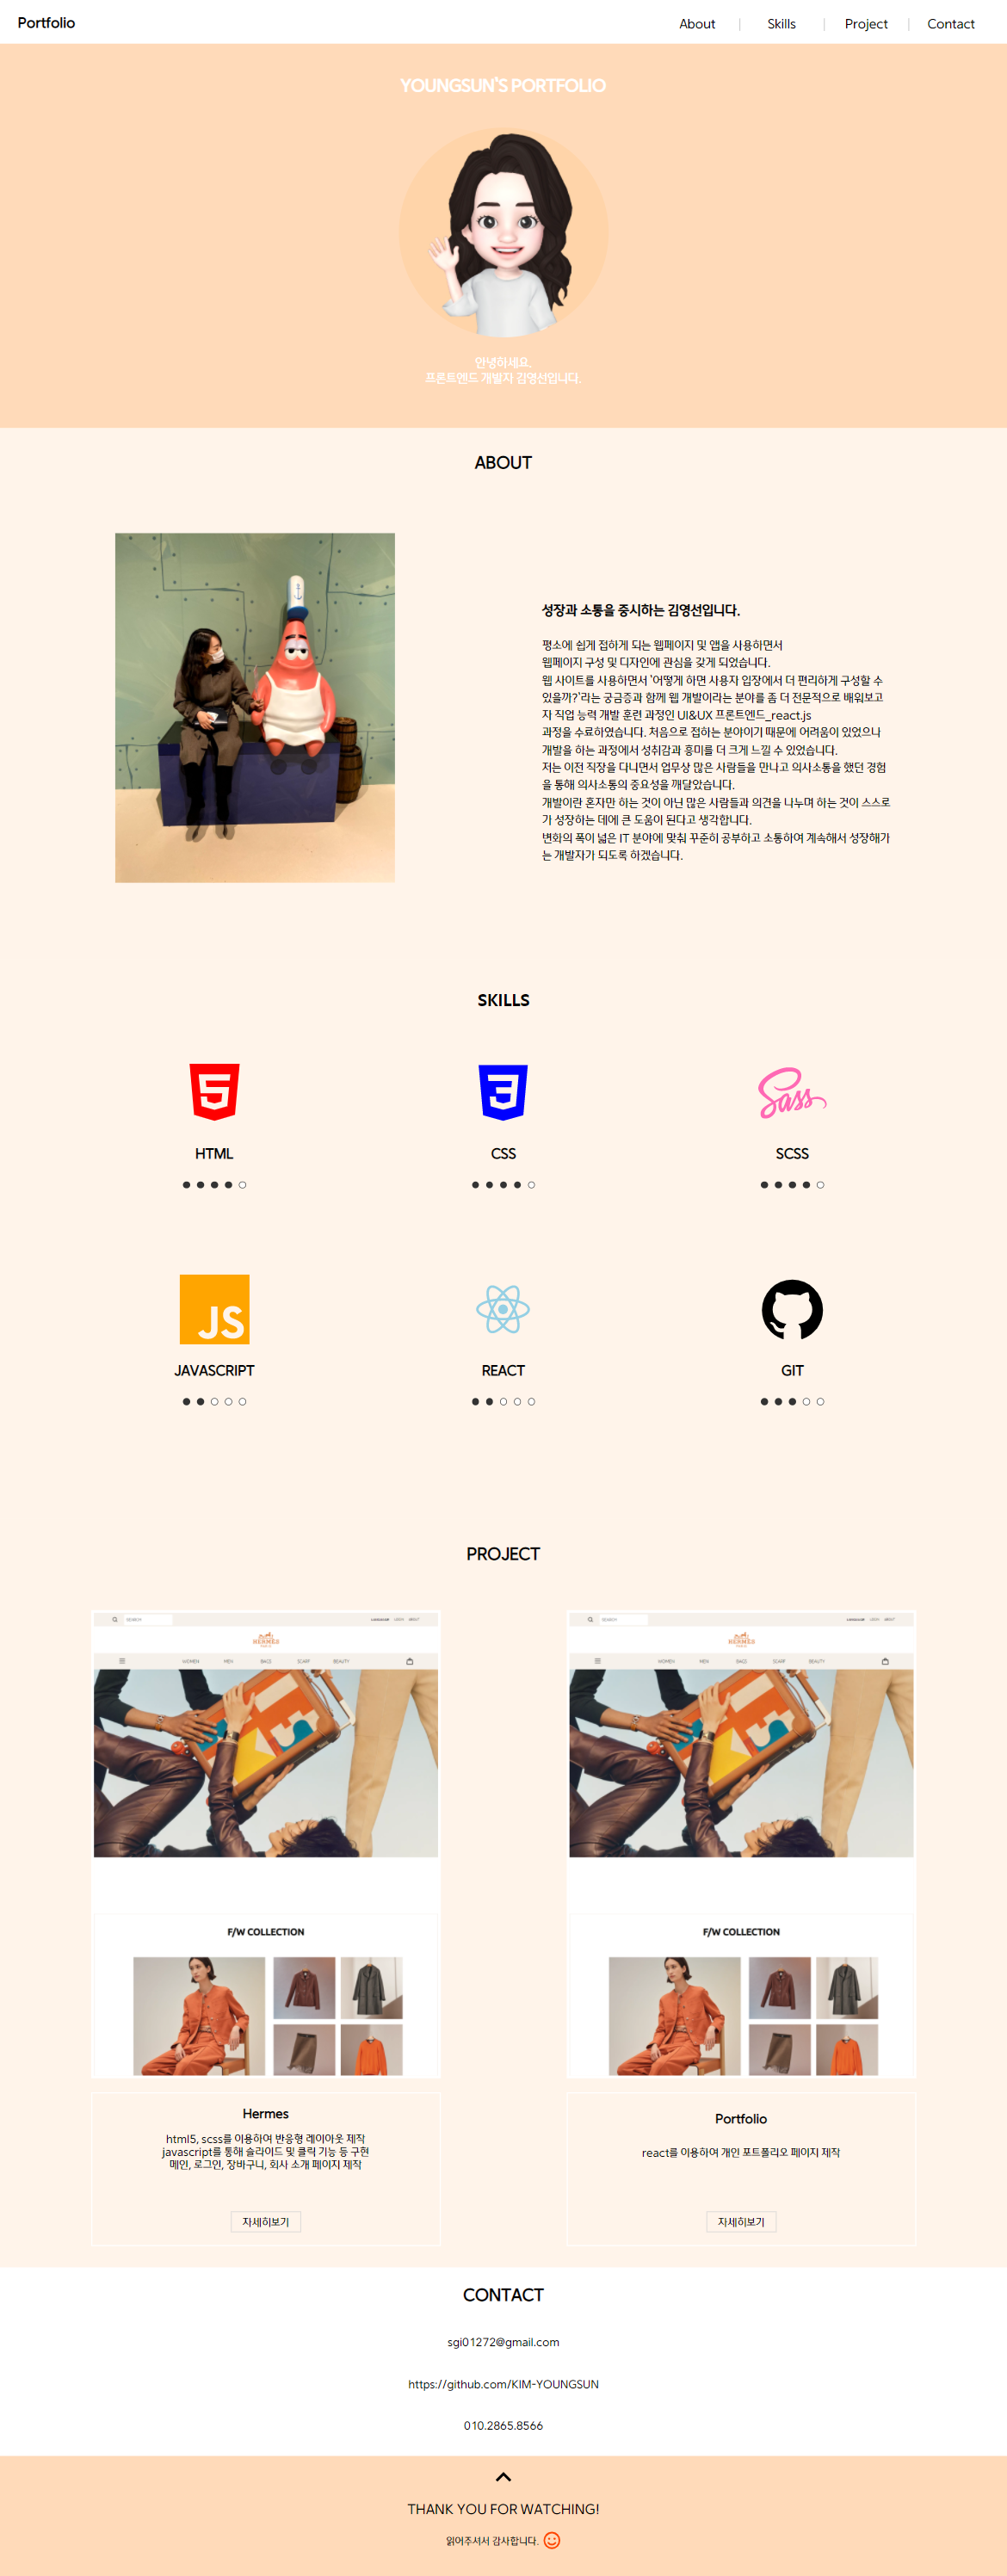 Portfolio
About | Skills | Project | Contact
YOUNGSUN'S PORTFOLIO
안녕하세요.
프론트엔드 개발자 김영선입니다.
ABOUT
성장과 소통을 중시하는 김영선입니다.
평소에 쉽게 접하게 되는 웹페이지 및 앱을 사용하면서
웹페이지 구성 및 디자인에 관심을 갖게 되었습니다.
웹 사이트를 사용하면서 '어떻게 하면 사용자 입장에서 더 편리하게 구성할 수
있을까?'라는 궁금증과 함께 웹 개발이라는 분야를 좀 더 전문적으로 배워보고
자 직업 능력 개발 훈련 과정인 UI&UX 프론트엔드_react.js
과정을 수료하였습니다. 처음으로 접하는 분야이기 때문에 어려움이 있었으나
개발을 하는 과정에서 성취감과 흥미를 더 크게 느낄 수 있었습니다.
저는 이전 직장을 다니면서 업무상 많은 사람들을 만나고 의사소통을 했던 경험
을 통해 의사소통의 중요성을 깨달았습니다.
개발이란 혼자만 하는 것이 아닌 많은 사람들과 의견을 나누며 하는 것이 스스로
가 성장하는 데에 큰 도움이 된다고 생각합니다.
변화의 폭이 넓은 IT 분야에 맞춰 꾸준히 공부하고 소통하여 계속해서 성장해가
는 개발자가 되도록 하겠습니다.
SKILLS
5
3
Sass
HTML
CSS
SCSS
JS
JAVASCRIPT
REACT
GIT
PROJECT
SEARCH
LOGIN ABOUT
HERMES
PARIS
WOMEN MEN BAGS SCARF BEAUTY
F/W COLLECTION
Hermes
html5, scss를 이용하여 반응형 레이아웃 제작
javascript를 통해 슬라이드 및 클릭 기능 등 구현
메인, 로그인, 장바구니, 회사 소개 페이지 제작
자세히보기
SEARCH
LOGIN ABOUT
HERMES
PARIS
WOMEN MEN BAGS SCARF BEAUTY
F/W COLLECTION
Portfolio
react를 이용하여 개인 포트폴리오 페이지 제작
자세히보기
CONTACT
sgi01272@gmail.com
https://github.com/KIM-YOUNGSUN
010.2865.8566
THANK YOU FOR WATCHING!
읽어주셔서 감사합니다.